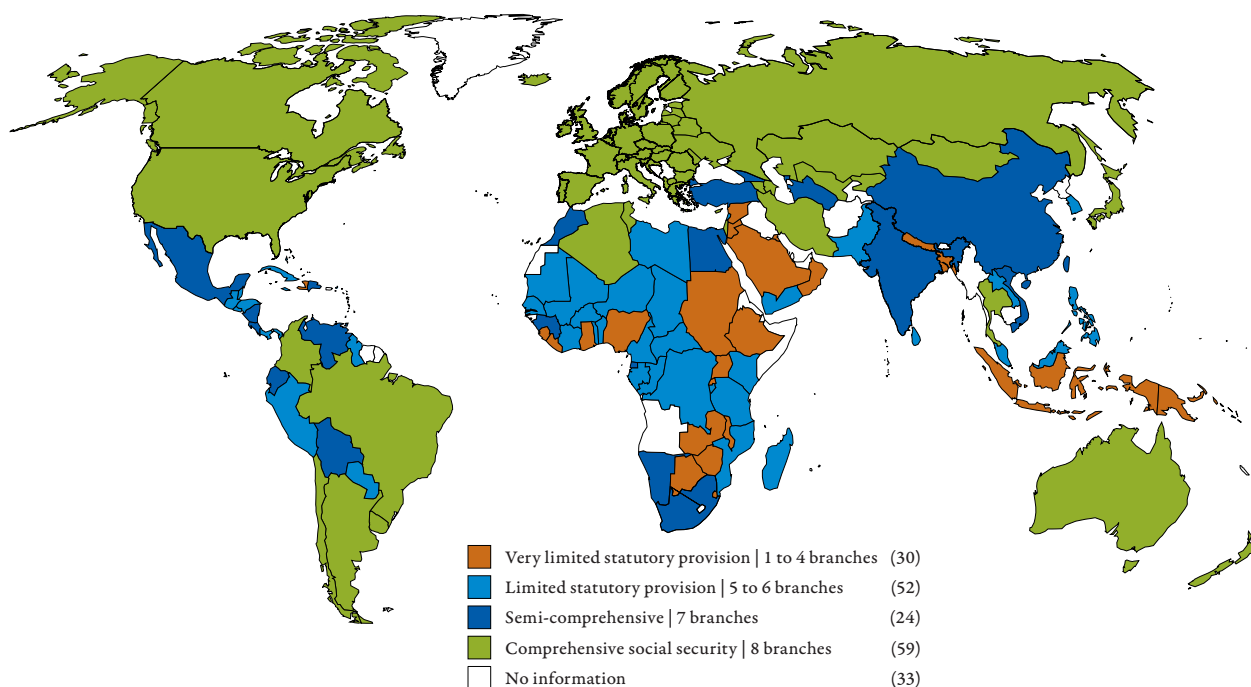 Very limited statutory provision | 1 to 4 branches (30)
Limited statutory provision | 5 to 6 branches (52)
Semi-comprehensive | 7 branches (24)
Comprehensive social security | 8 branches (59)
No information (33)